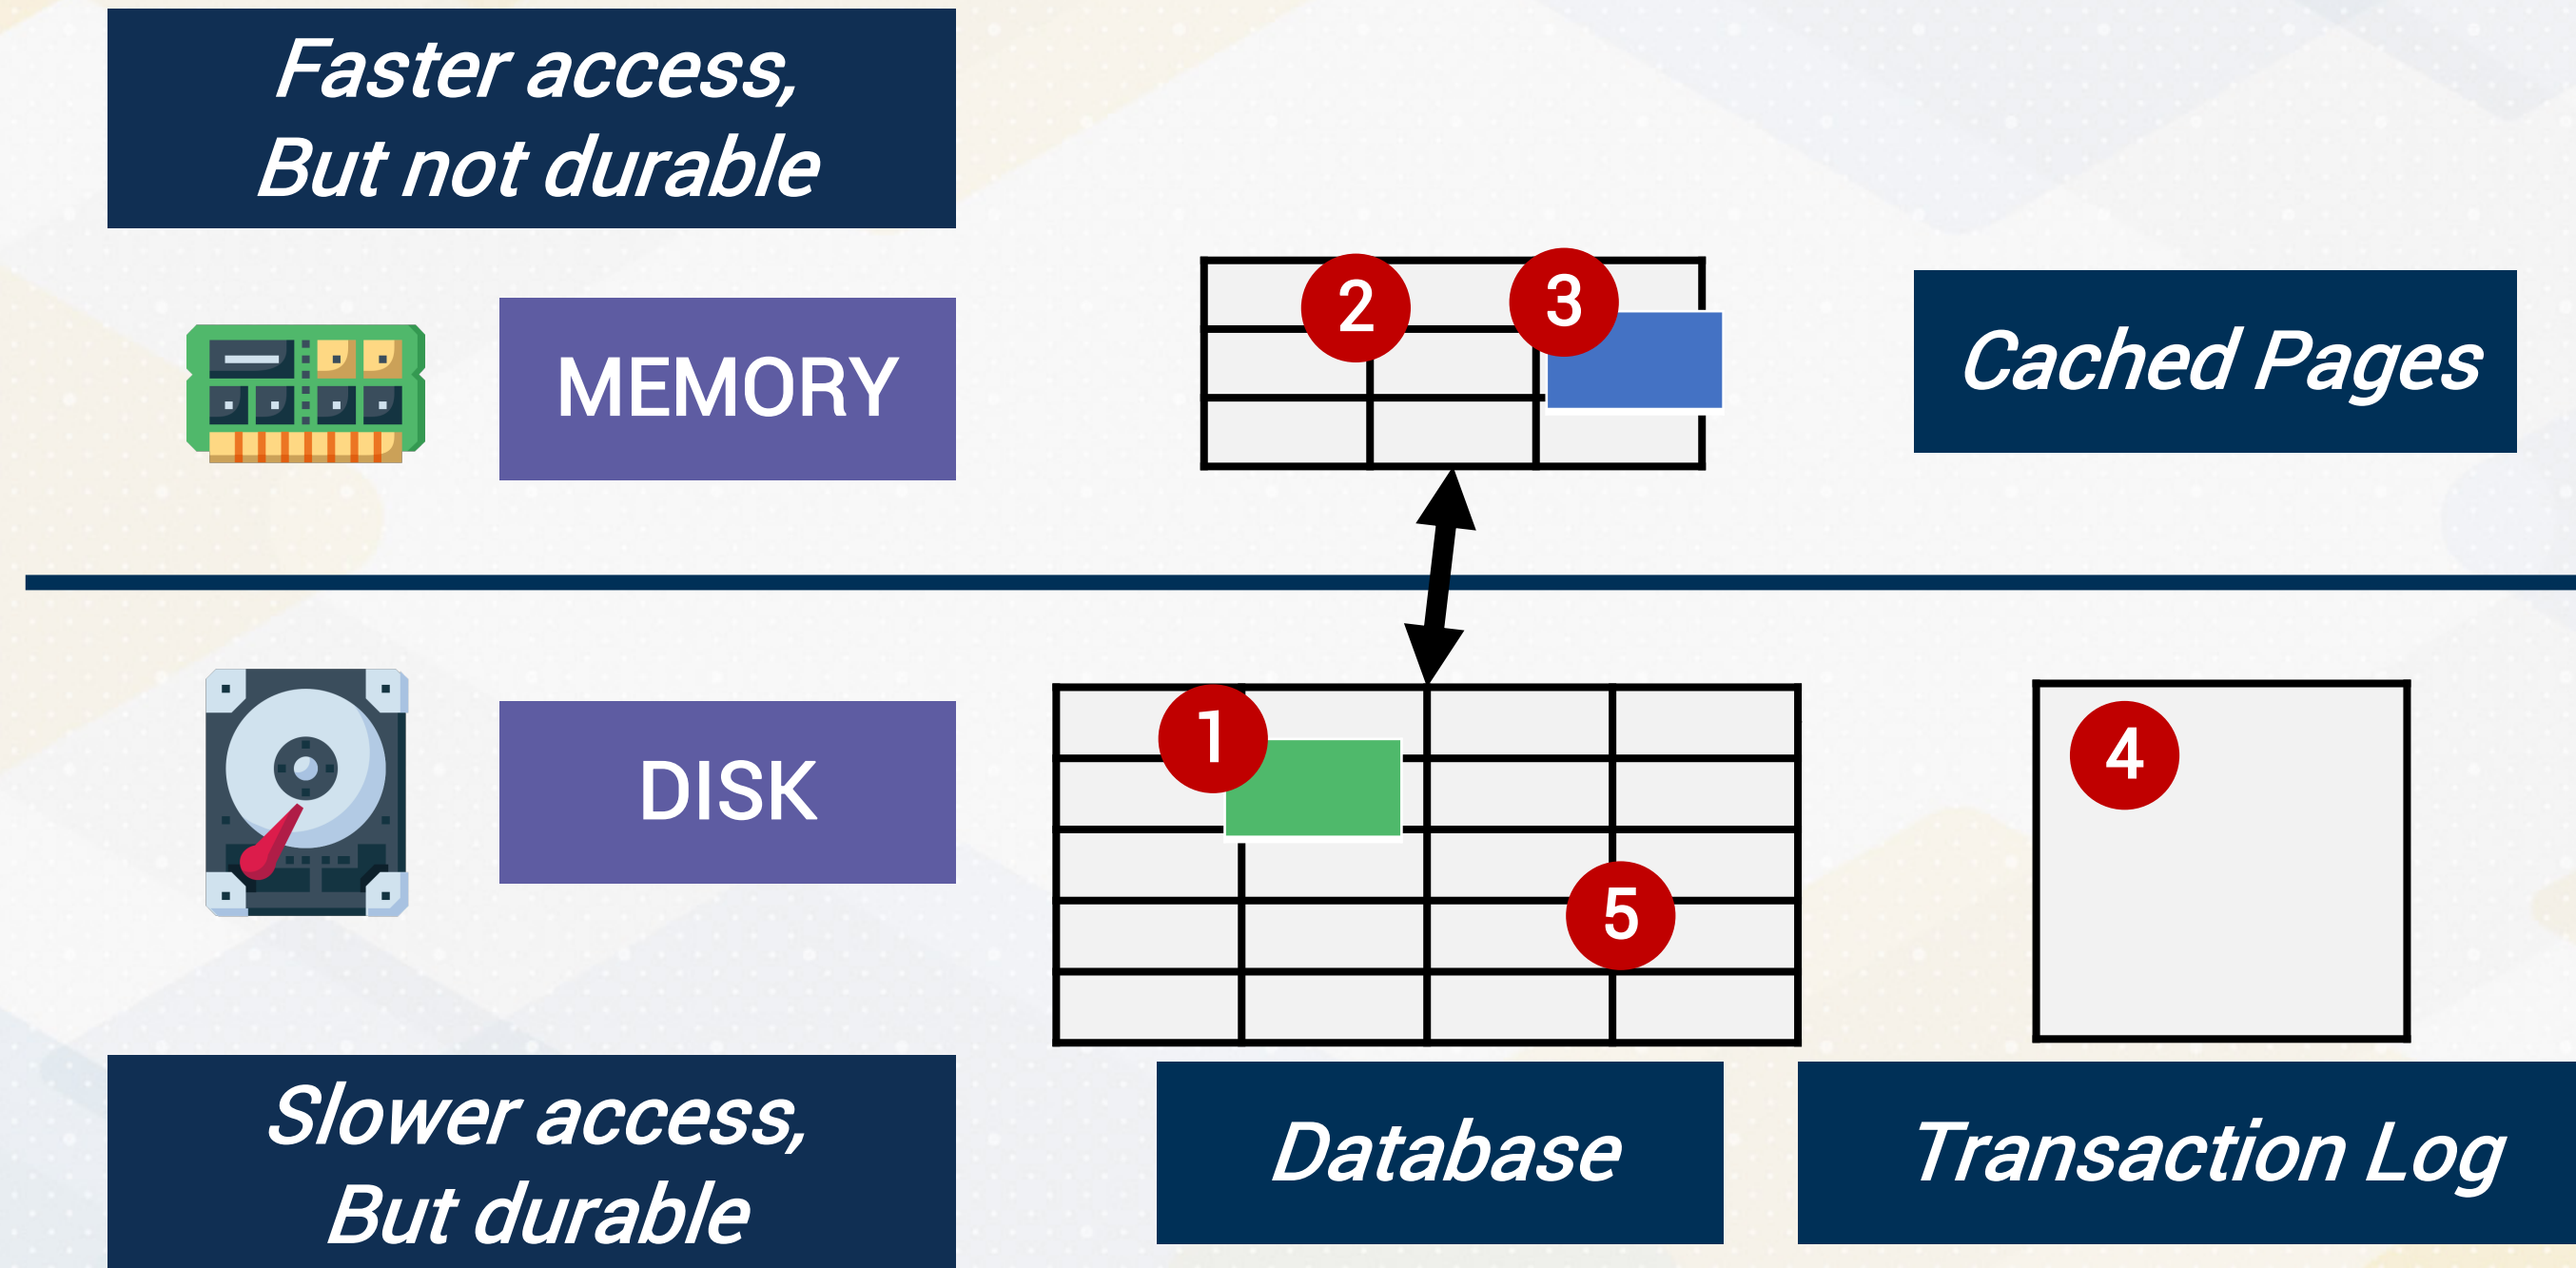 Faster access,
But not durable
MEMORY
2
3
Cached Pages
DISK
1
5
4
Slower access,
But durable
Database
Transaction Log